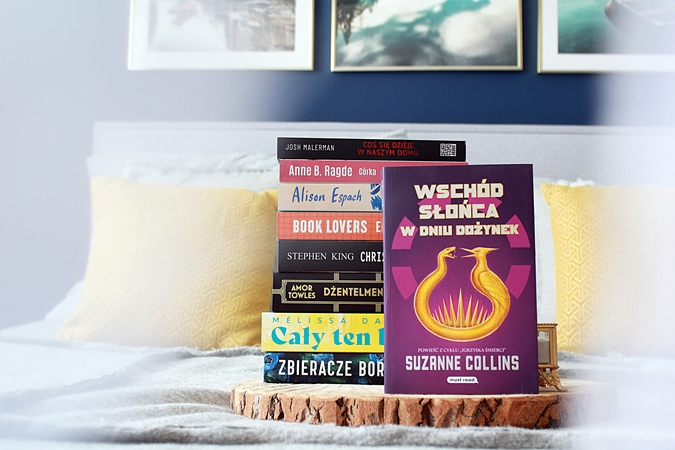 JOSH MALERMAN
COŚ SIĘ DZIEJE
W NASZYM DOMU
Anne B. Ragde Córka
Alison Espach
BOOK LOVERS E
STEPHEN KING CHRIS
AMOR
TOWLES
DŻENTELMEN
MÉLISSA DA
Cały ten
ZBIERACZE BOR
WSCHÓD
SŁOŃCA
W DNIU DOŻYNEK
POWIEŚĆ Z CYKLU „IGRZYSKA ŚMIERCI"
SUZANNE COLLINS
must read